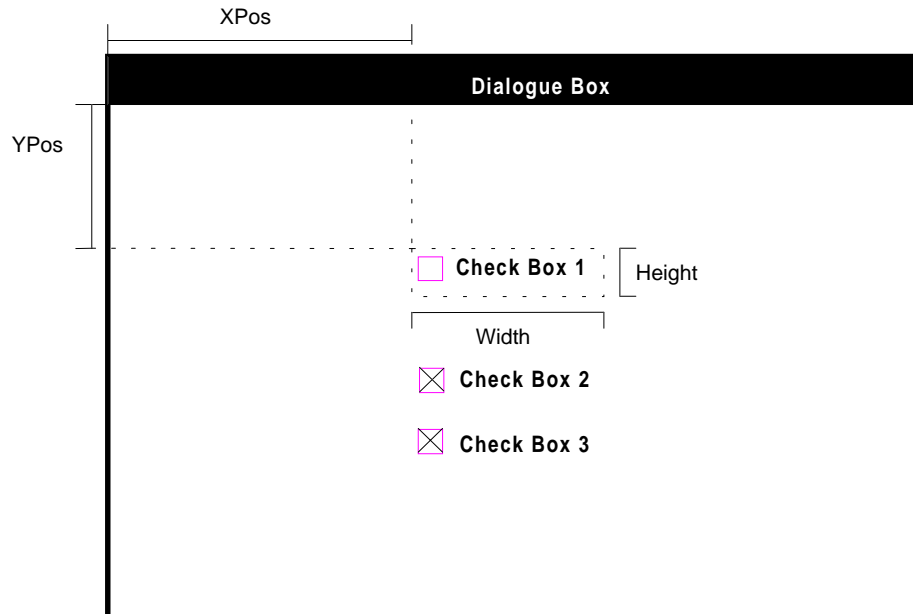 XPos
Dialogue Box
YPos
Check Box 1
Height
Width
Check Box 2
Check Box 3